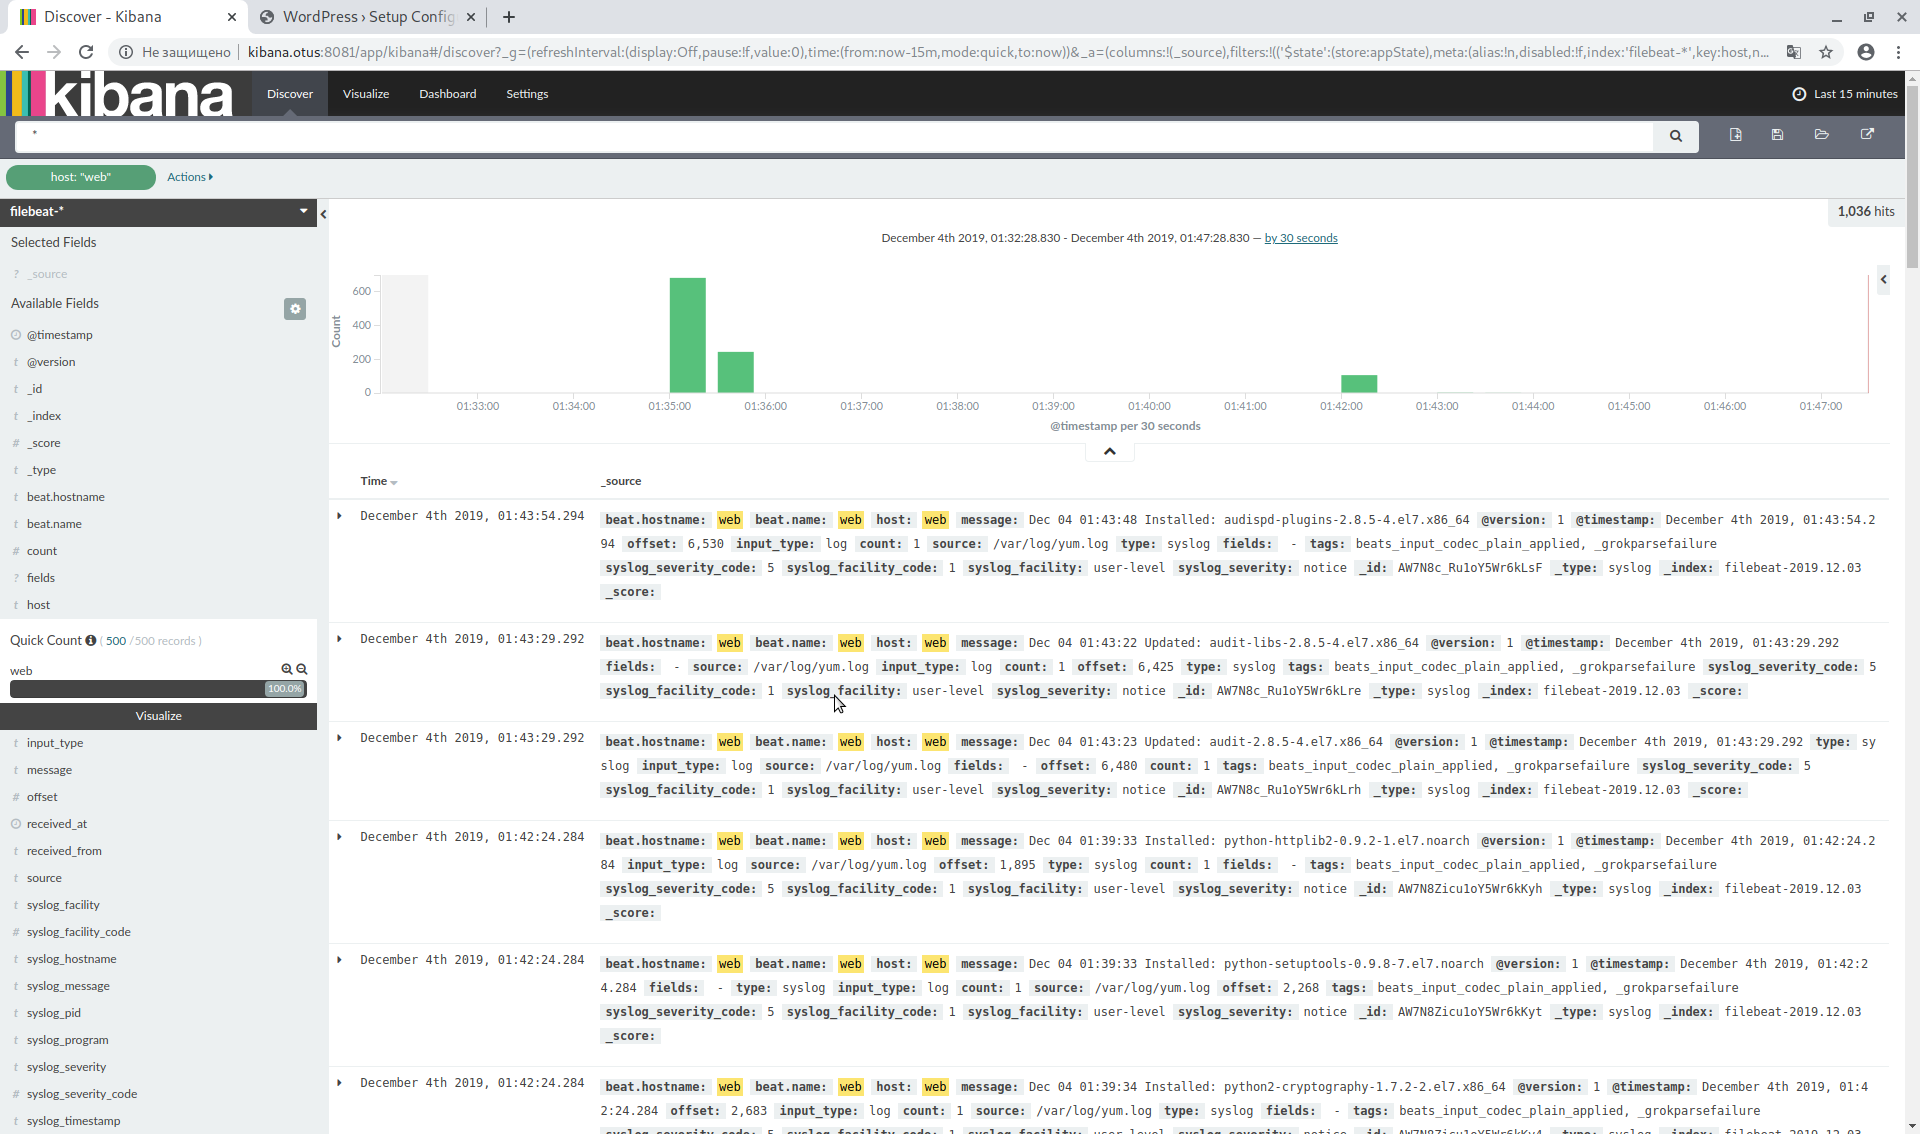 Discover - Kibana
WordPress › Setup Config
Не защищено kibana.otus:8081/app/kibana#/discover?_g=(refreshInterval:(display:Off,pause:!f,value:0),time:(from:now-15m,mode:quick,to:now))&_a=(columns:!(_source),filters:!(('$state':(store:appState),meta:(alias:!n,disabled:!f,index:'filebeat-*',key:host,n...
kibana Discover Visualize Dashboard Settings Last 15 minutes
*
host: "web" Actions
filebeat-*
1,036 hits
Selected Fields
? _source
Available Fields
@timestamp
t @version
t _id
t _index
# _score
t _type
t beat.hostname
t beat.name
# count
? fields
t host
Quick Count ( 500 /500 records )
web
100.0%
Visualize
t input_type
t message
# offset
received_at
t received_from
t source
t syslog_facility
# syslog_facility_code
t syslog_hostname
t syslog_message
t syslog_pid
t syslog_program
t syslog_severity
# syslog_severity_code
t syslog_timestamp
December 4th 2019, 01:32:28.830 - December 4th 2019, 01:47:28.830 — by 30 seconds
Count
600
400
200
0
01:33:00 01:34:00 01:35:00 01:36:00 01:37:00 01:38:00 01:39:00 01:40:00 01:41:00 01:42:00 01:43:00 01:44:00 01:45:00 01:46:00 01:47:00
@timestamp per 30 seconds
Time _source
December 4th 2019, 01:43:54.294 beat.hostname: web beat.name: web host: web message: Dec 04 01:43:48 Installed: audispd-plugins-2.8.5-4.el7.x86_64 @version: 1 @timestamp: December 4th 2019, 01:43:54.2
94 offset: 6,530 input_type: log count: 1 source: /var/log/yum.log type: syslog fields: - tags: beats_input_codec_plain_applied, _grokparsefailure
syslog_severity_code: 5 syslog_facility_code: 1 syslog_facility: user-level syslog_severity: notice _id: AW7N8c_Ru1oY5Wr6kLsF _type: syslog _index: filebeat-2019.12.03
_score:
December 4th 2019, 01:43:29.292 beat.hostname: web beat.name: web host: web message: Dec 04 01:43:22 Updated: audit-libs-2.8.5-4.el7.x86_64 @version: 1 @timestamp: December 4th 2019, 01:43:29.292
fields: - source: /var/log/yum.log input_type: log count: 1 offset: 6,425 type: syslog tags: beats_input_codec_plain_applied, _grokparsefailure syslog_severity_code: 5
syslog_facility_code: 1 syslog_facility: user-level syslog_severity: notice _id: AW7N8c_Ru1oY5Wr6kLre _type: syslog _index: filebeat-2019.12.03 _score:
December 4th 2019, 01:43:29.292 beat.hostname: web beat.name: web host: web message: Dec 04 01:43:23 Updated: audit-2.8.5-4.el7.x86_64 @version: 1 @timestamp: December 4th 2019, 01:43:29.292 type: sy
slog input_type: log source: /var/log/yum.log fields: - offset: 6,480 count: 1 tags: beats_input_codec_plain_applied, _grokparsefailure syslog_severity_code: 5
syslog_facility_code: 1 syslog_facility: user-level syslog_severity: notice _id: AW7N8c_Ru1oY5Wr6kLrh _type: syslog _index: filebeat-2019.12.03 _score:
December 4th 2019, 01:42:24.284 beat.hostname: web beat.name: web host: web message: Dec 04 01:39:33 Installed: python-httplib2-0.9.2-1.el7.noarch @version: 1 @timestamp: December 4th 2019, 01:42:24.2
84 input_type: log source: /var/log/yum.log offset: 1,895 type: syslog count: 1 fields: - tags: beats_input_codec_plain_applied, _grokparsefailure
syslog_severity_code: 5 syslog_facility_code: 1 syslog_facility: user-level syslog_severity: notice _id: AW7N8Zicu1oY5Wr6kKyh _type: syslog _index: filebeat-2019.12.03
_score:
December 4th 2019, 01:42:24.284 beat.hostname: web beat.name: web host: web message: Dec 04 01:39:33 Installed: python-setuptools-0.9.8-7.el7.noarch @version: 1 @timestamp: December 4th 2019, 01:42:2
4.284 fields: - type: syslog input_type: log count: 1 source: /var/log/yum.log offset: 2,268 tags: beats_input_codec_plain_applied, _grokparsefailure
syslog_severity_code: 5 syslog_facility_code: 1 syslog_facility: user-level syslog_severity: notice _id: AW7N8Zicu1oY5Wr6kKyt _type: syslog _index: filebeat-2019.12.03
_score:
December 4th 2019, 01:42:24.284 beat.hostname: web beat.name: web host: web message: Dec 04 01:39:34 Installed: python2-cryptography-1.7.2-2.el7.x86_64 @version: 1 @timestamp: December 4th 2019, 01:4
2:24.284 offset: 2,683 input_type: log count: 1 source: /var/log/yum.log type: syslog fields: - tags: beats_input_codec_plain_applied, _grokparsefailure